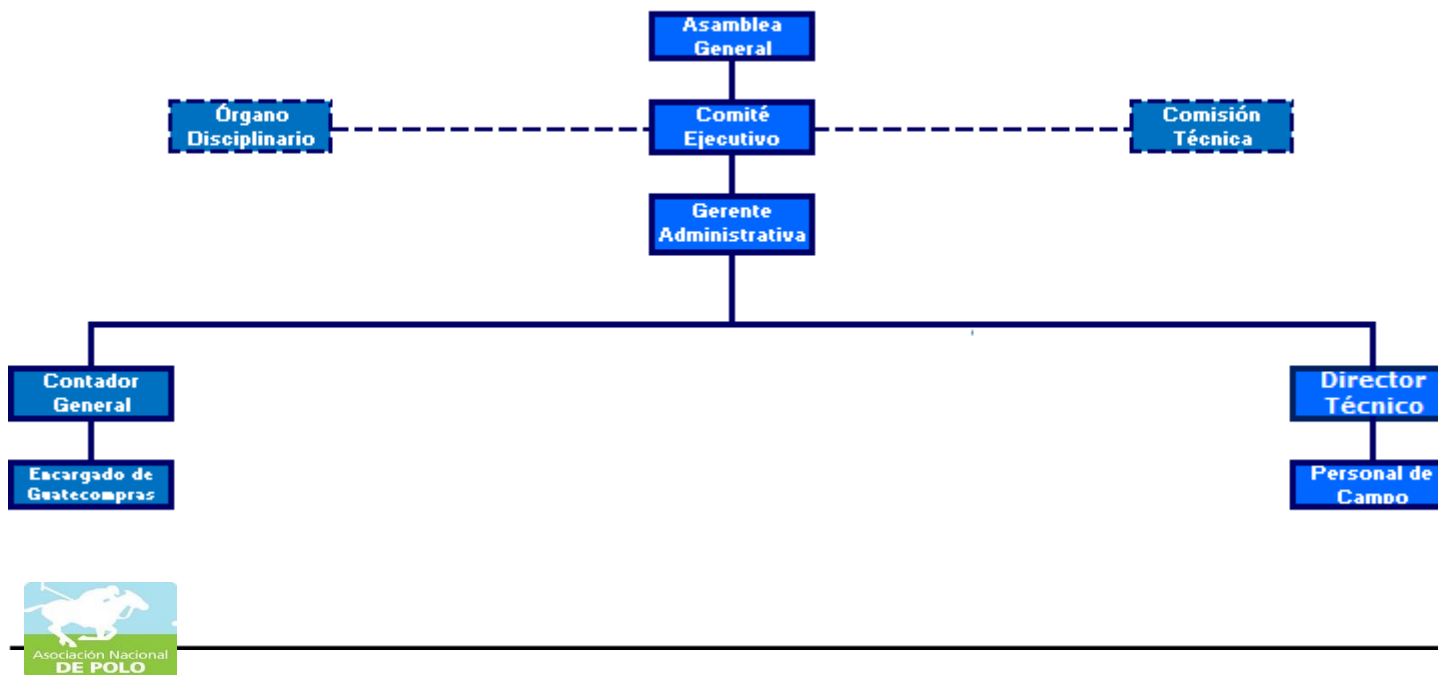 Asamblea
General
Órgano
Disciplinario
Comité
Ejecutivo
Comisión
Técnica
Gerente
Administrativa
Contador
General
Director
Técnico
Encargado de
Guatecompras
Personal de
Campo
Asociación Nacional
DE POLO